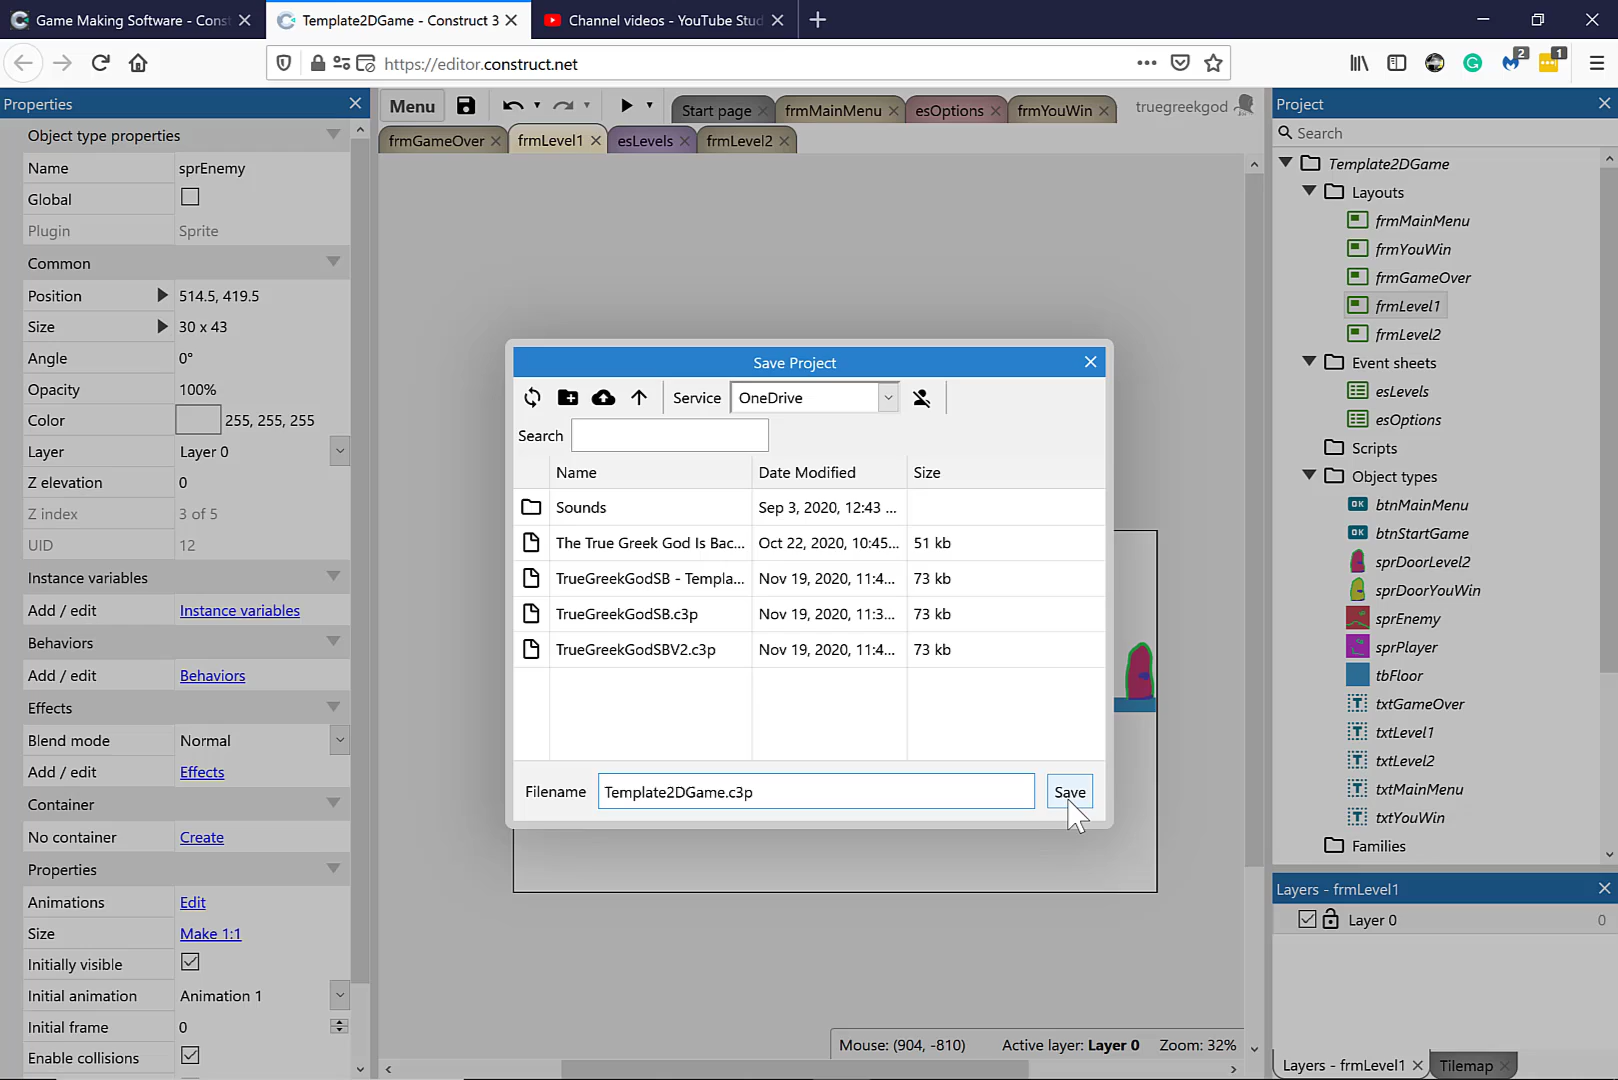 Game Making Software - Cons
Template2DGame - Construct 3
Channel videos - YouTube Stud
https://editor.construct.net
2
1
Properties
Menu
Start page
frmMainMenu
esOptions
frmYouWin
truegreekgod
Project
Object type properties
frmGameOver
frmLevel1
esLevels
frmLevel2
Search
Name sprEnemy
Global
Plugin Sprite
Common
Position 514.5, 419.5
Size 30 x 43
Angle 0°
Opacity 100%
Color 255, 255, 255
Layer Layer 0
Z elevation 0
Z index 3 of 5
UID 12
Instance variables
Add / edit Instance variables
Behaviors
Add / edit Behaviors
Effects
Blend mode Normal
Add / edit Effects
Container
No container Create
Properties
Animations Edit
Size Make 1:1
Initially visible
Initial animation Animation 1
Initial frame 0
Enable collisions
Save Project
Service OneDrive
Search
Name Date Modified Size
Sounds Sep 3, 2020, 12:43 ...
The True Greek God Is Bac... Oct 22, 2020, 10:45... 51 kb
TrueGreekGodSB - Templa... Nov 19, 2020, 11:4... 73 kb
TrueGreekGodSB.c3p Nov 19, 2020, 11:3... 73 kb
TrueGreekGodSBV2.c3p Nov 19, 2020, 11:4... 73 kb
Filename Template2DGame.c3p Save
Mouse: (904, -810) Active layer: Layer 0 Zoom: 32%
Template2DGame
Layouts
frmMainMenu
frmYouWin
frmGameOver
frmLevel1
frmLevel2
Event sheets
esLevels
esOptions
Scripts
Object types
OK btnMainMenu
OK btnStartGame
sprDoorLevel2
sprDoorYouWin
sprEnemy
sprPlayer
tbFloor
T txtGameOver
T txtLevel1
T txtLevel2
T txtMainMenu
T txtYouWin
Families
Layers - frmLevel1
Layer 0 0
Layers - frmLevel1
Tilemap